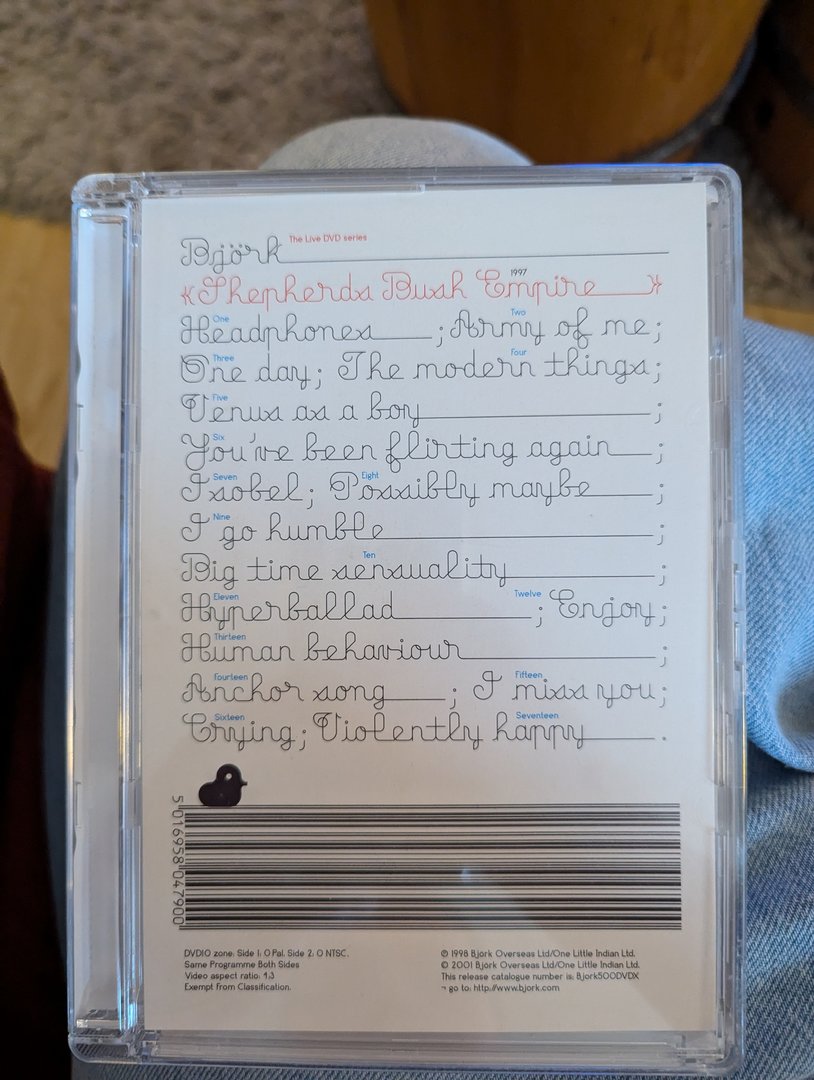 Björk The Live DVD series
1997
«Shepherds Bush Empire»
One Two
Headphones; Army of me;
Three Four
One day; The modern things;
Five
Venus as a boy;
Six
You've been flirting again;
Seven Eight
Isobel; Possibly maybe;
Nine
I go humble;
Ten
Big time sensuality;
Eleven Twelve
Hyperballad; Enjoy;
Thirteen
Human behaviour;
Fourteen Fifteen
Anchor song; I miss you;
Sixteen Seventeen
Crying; Violently happy.
5 016958 047900
DVD10 zone. Side 1: 0 Pal. Side 2: 0 NTSC.
Same Programme Both Sides
Video aspect ratio: 4:3
Exempt From Classification.
℗ 1998 Bjork Overseas Ltd/One Little Indian Ltd.
© 2001 Bjork Overseas Ltd/One Little Indian Ltd.
This release catalogue number is: Bjork500DVDX
¬ go to: http://www.bjork.com